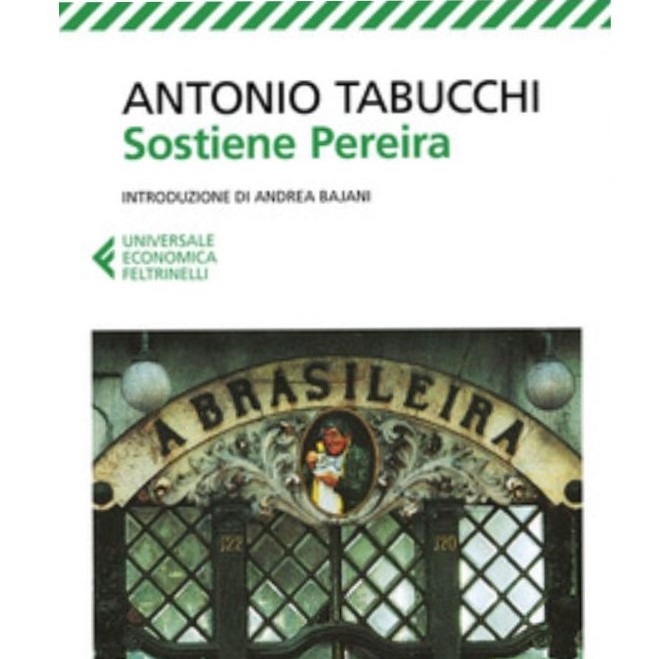 ANTONIO TABUCCHI
Sostiene Pereira
INTRODUZIONE DI ANDREA BAJANI
UNIVERSALE
ECONOMICA
FELTRINELLI
A BRASILEIRA
122 120